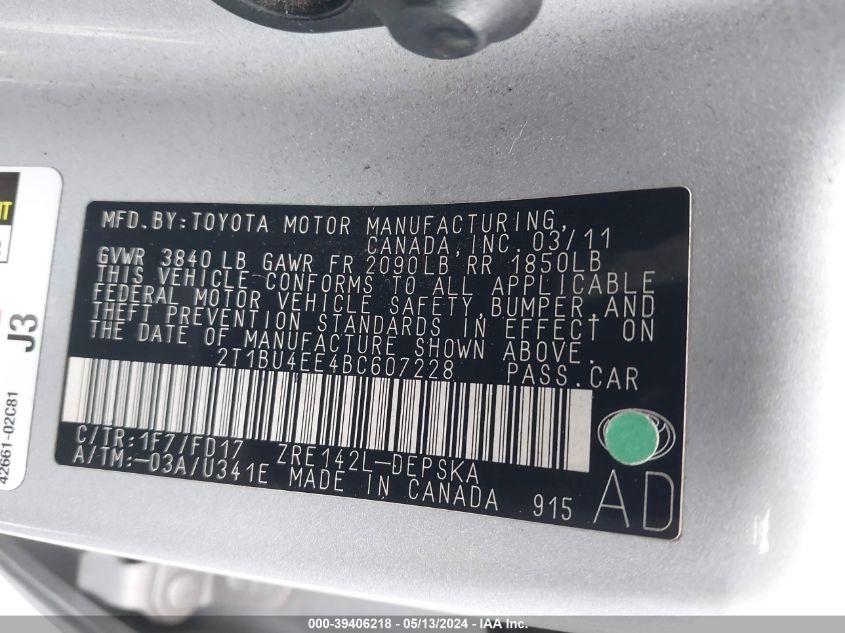 MFD.BY:TOYOTA MOTOR MANUFACTURING,
CANADA,INC. 03/11
GVWR 3840 LB GAWR FR 2090LB RR 1850LB
THIS VEHICLE CONFORMS TO ALL APPLICABLE
FEDERAL MOTOR VEHICLE SAFETY,BUMPER,AND
THEFT PREVENTION STANDARDS IN EFFECT ON
THE DATE OF MANUFACTURE SHOWN ABOVE.
2T1BU4EE4BC607228 PASS.CAR
C/TR:1F7/FD17 ZRE142L-DEPSKA
A/TM:-03A/U341E MADE IN CANADA 915
AD
J3
42661-02C81
000-39406218 - 05/13/2024 - IAA Inc.